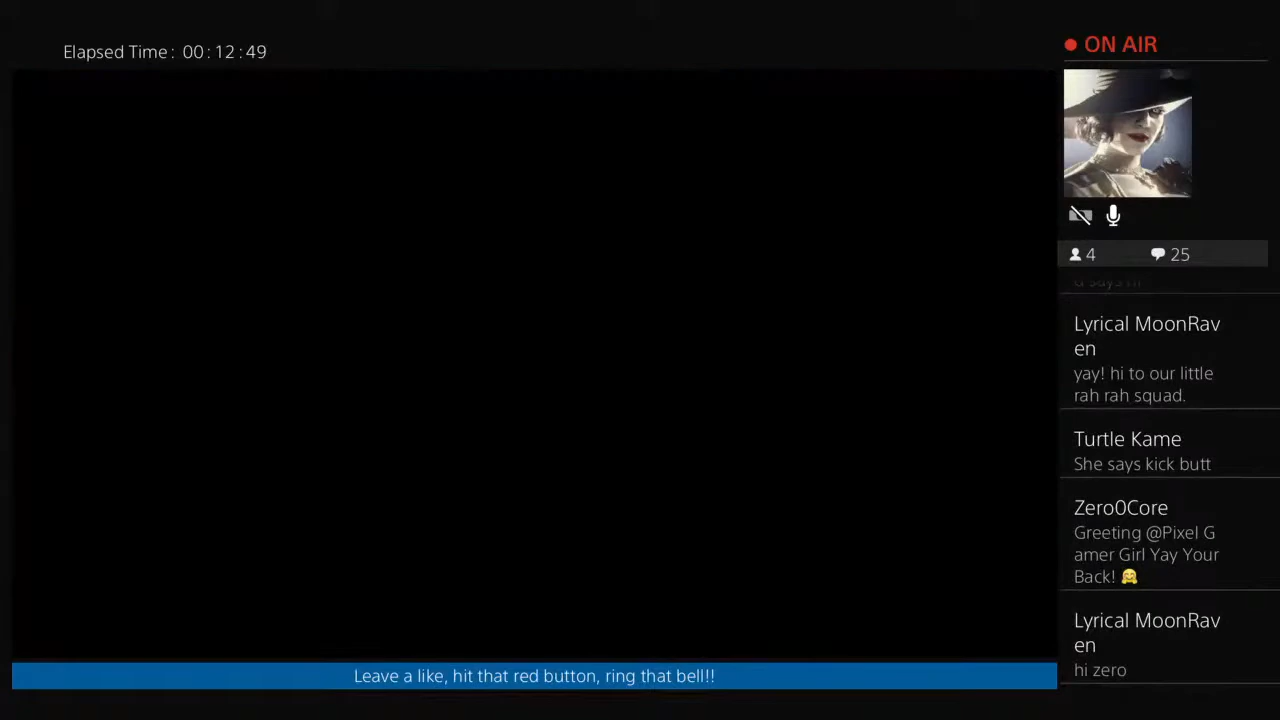 Elapsed Time: 00:12:49
ON AIR
4 25
G says hi
Lyrical MoonRav
en
yay! hi to our little
rah rah squad.
Turtle Kame
She says kick butt
Zero0Core
Greeting @Pixel G
amer Girl Yay Your
Back! 🤗
Lyrical MoonRav
en
hi zero
Leave a like, hit that red button, ring that bell!!